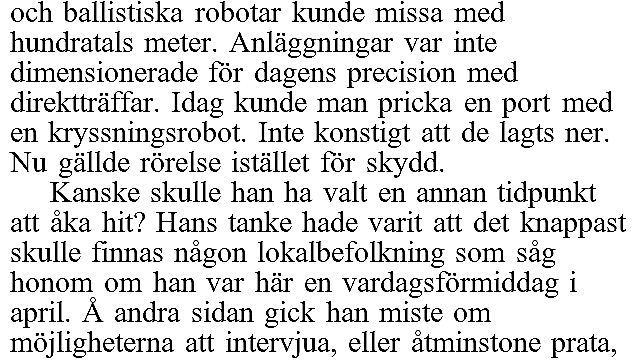 och ballistiska robotar kunde missa med
hundratals meter. Anläggningar var inte
dimensionerade för dagens precision med
direktträffar. Idag kunde man pricka en port med
en kryssningsrobot. Inte konstigt att de lagts ner.
Nu gällde rörelse istället för skydd.
Kanske skulle han ha valt en annan tidpunkt
att åka hit? Hans tanke hade varit att det knappast
skulle finnas någon lokalbefolkning som såg
honom om han var här en vardagsförmiddag i
april. Å andra sidan gick han miste om
möjligheterna att intervjua, eller åtminstone prata,